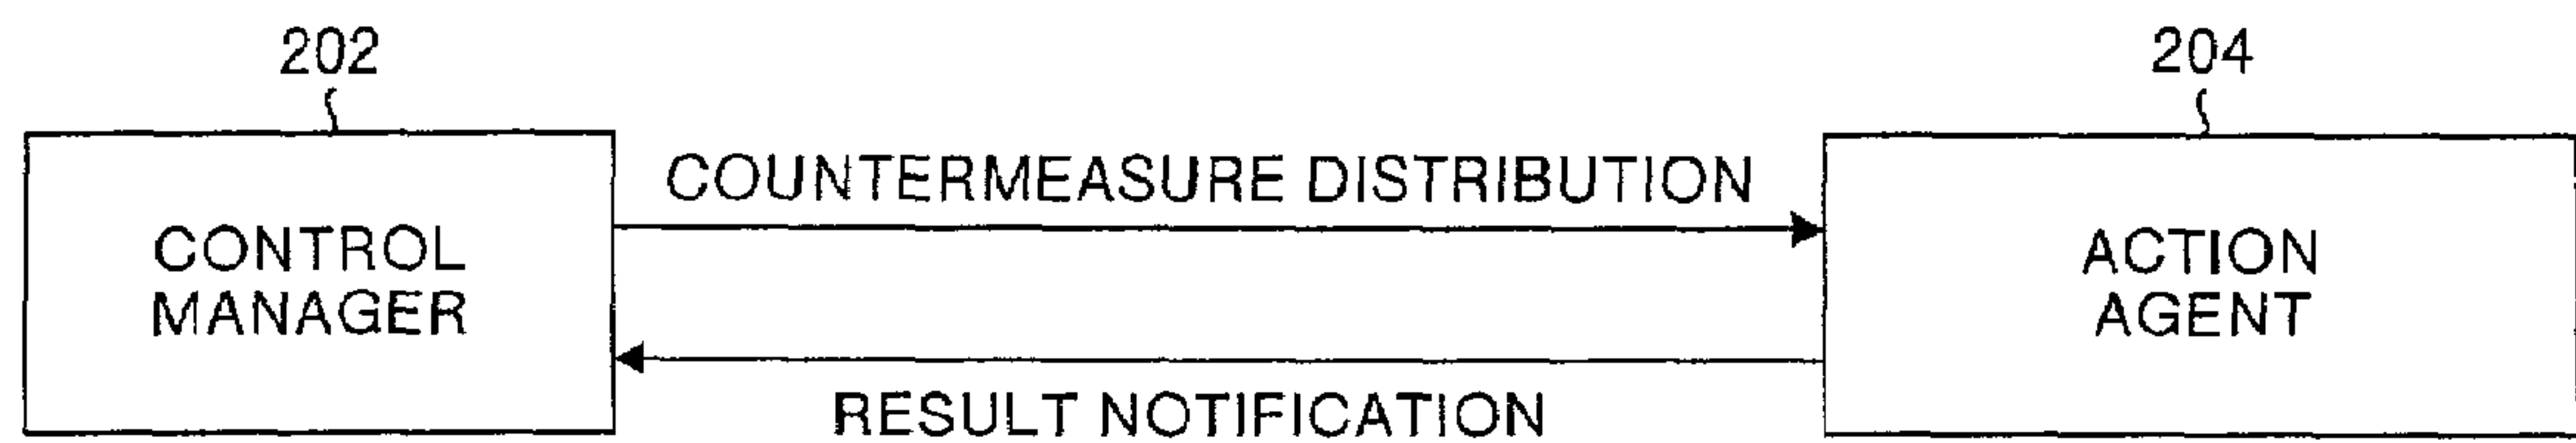 202
204
COUNTERMEASURE DISTRIBUTION
CONTROL
MANAGER
ACTION
AGENT
RESULT NOTIFICATION